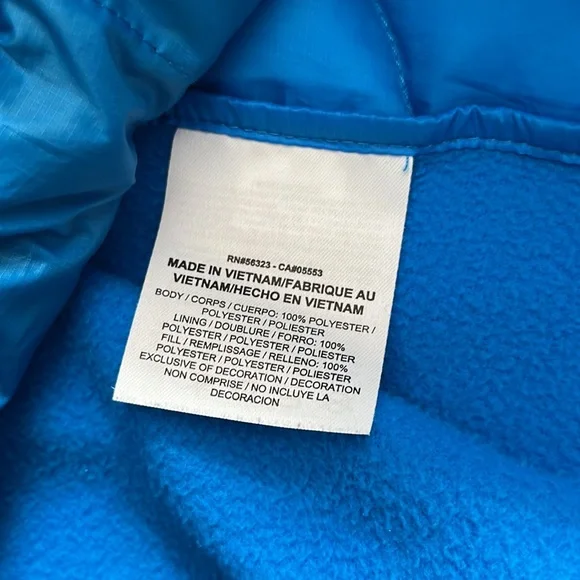 RN#56323 - CA#05553
MADE IN VIETNAM/FABRIQUE AU
VIETNAM/HECHO EN VIETNAM
BODY / CORPS / CUERPO: 100% POLYESTER /
POLYESTER / POLIESTER
LINING / DOUBLURE / FORRO: 100%
POLYESTER / POLYESTER / POLIESTER
FILL / REMPLISSAGE / RELLENO: 100%
POLYESTER / POLYESTER / POLIESTER
EXCLUSIVE OF DECORATION / DECORATION
NON COMPRISE / NO INCLUYE LA
DECORACION